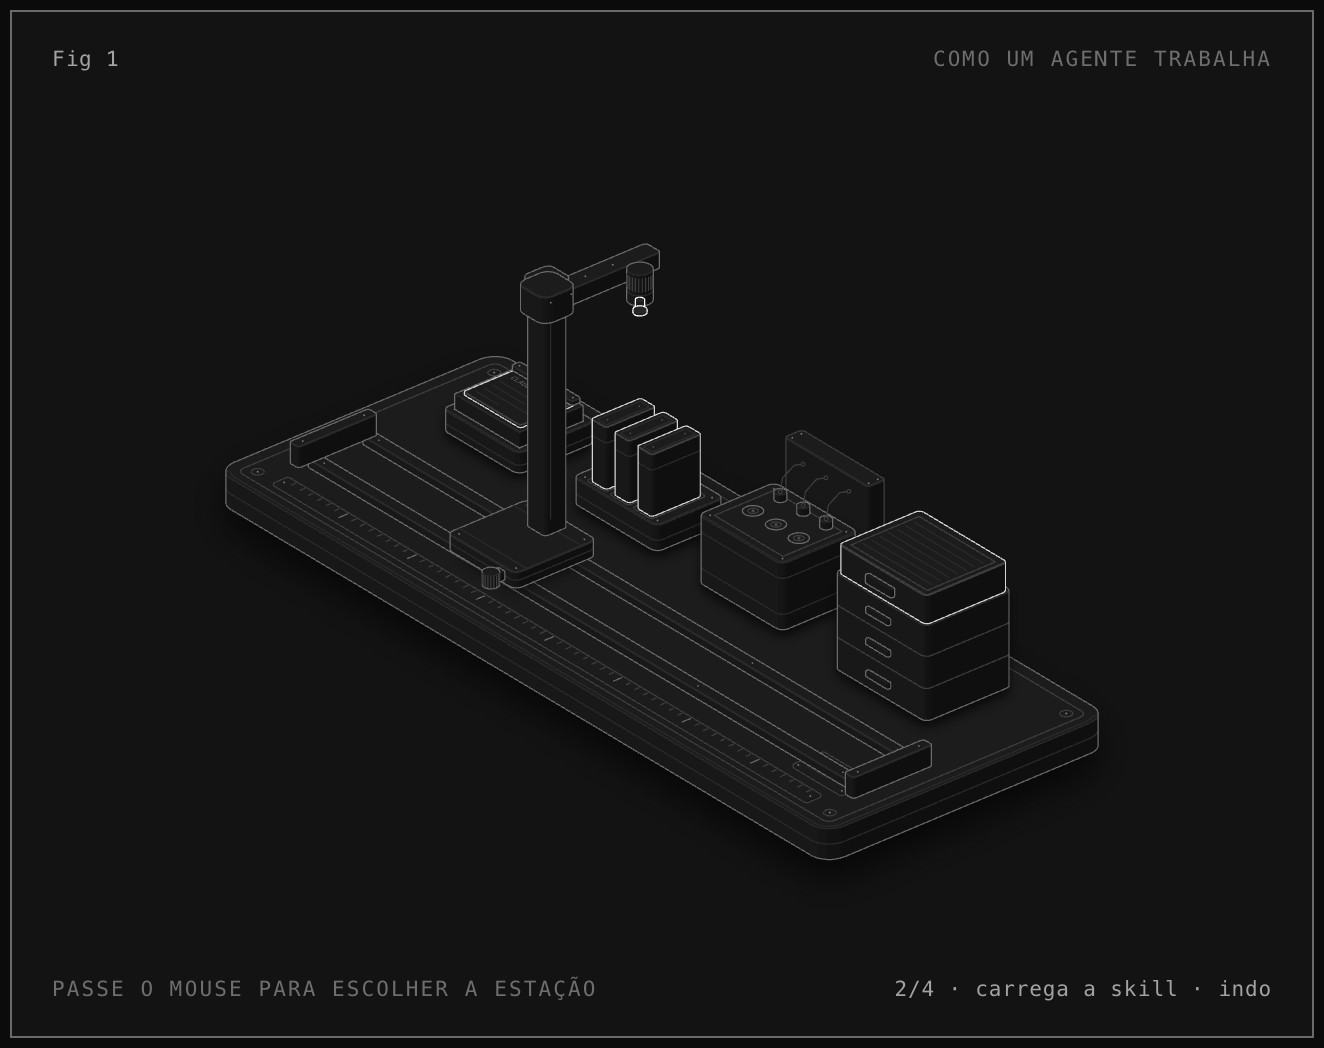 Fig 1
COMO UM AGENTE TRABALHA
PASSE O MOUSE PARA ESCOLHER A ESTAÇÃO
2/4 · carrega a skill · indo